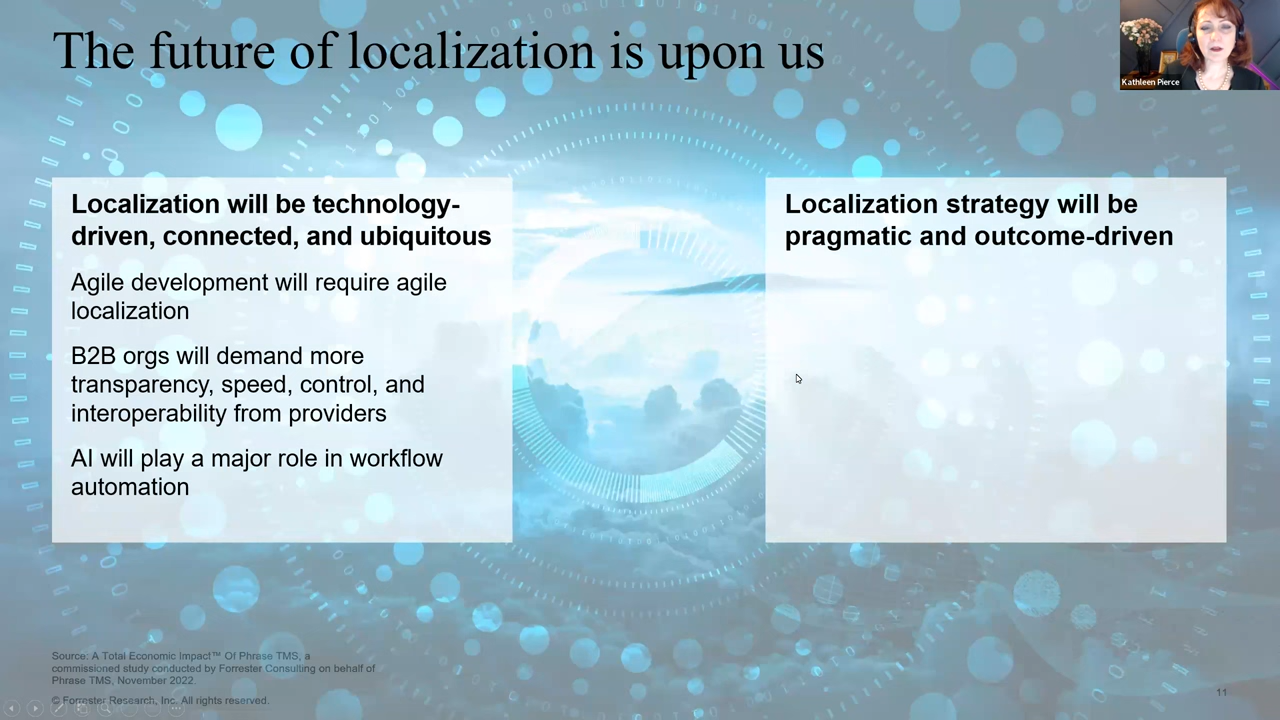 The future of localization is upon us
Kathleen Pierce
Localization will be technology-
driven, connected, and ubiquitous
Agile development will require agile
localization
B2B orgs will demand more
transparency, speed, control, and
interoperability from providers
AI will play a major role in workflow
automation
Localization strategy will be
pragmatic and outcome-driven
Source: A Total Economic Impact™ Of Phrase TMS, a
commissioned study conducted by Forrester Consulting on behalf of
Phrase TMS, November 2022
© Forrester Research, Inc. All rights reserved.
11